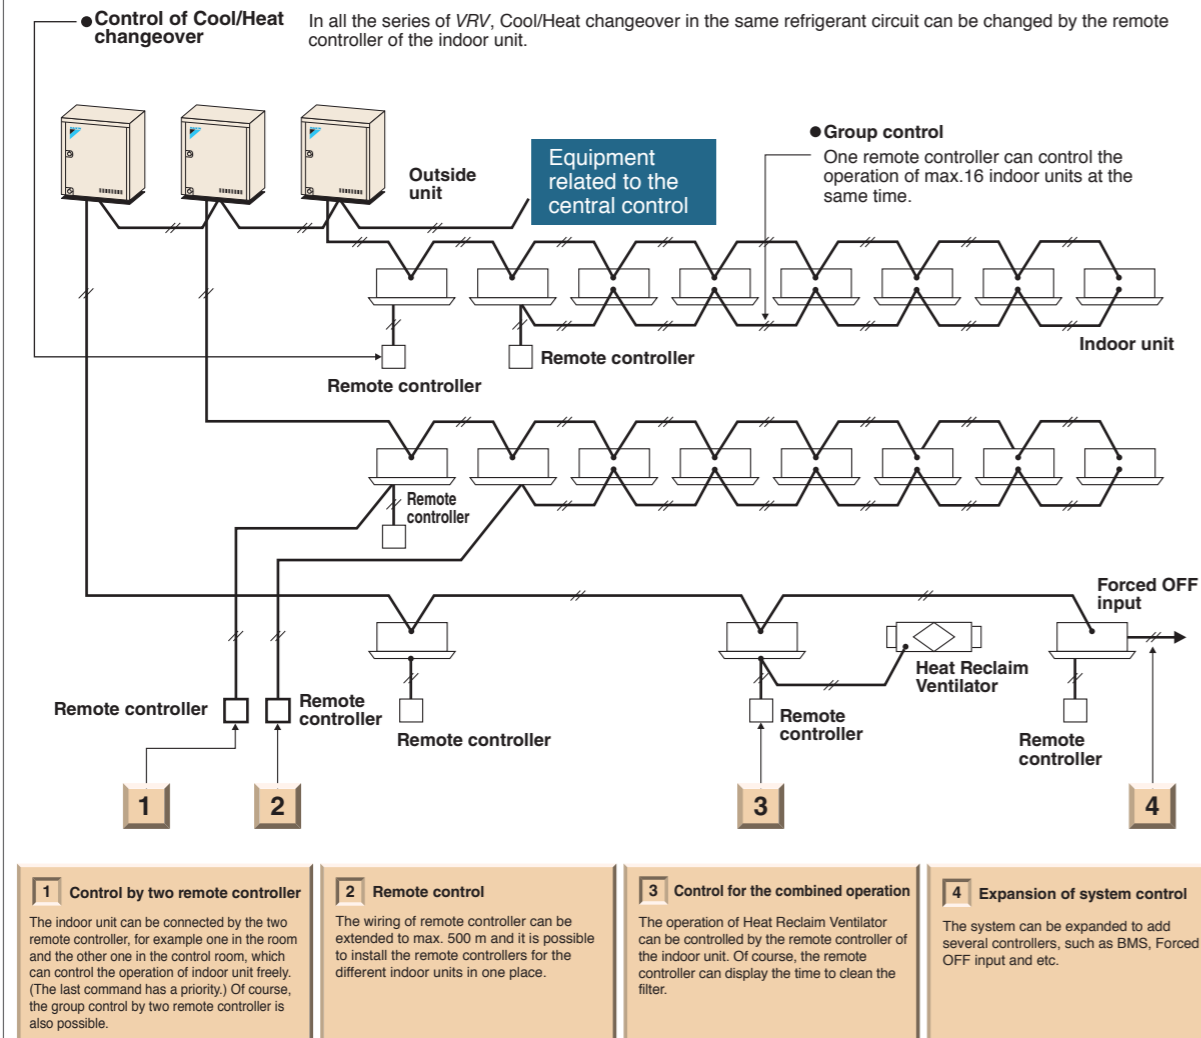 Control of Cool/Heat
changeover
In all the series of VRV, Cool/Heat changeover in the same refrigerant circuit can be changed by the remote
controller of the indoor unit.
Outside
unit
Equipment
related to the
central control
Group control
One remote controller can control the
operation of max.16 indoor units at the
same time.
Indoor unit
Remote controller
Remote controller
Remote
controller
Forced OFF
input
Heat Reclaim
Ventilator
Remote controller
Remote
controller
Remote controller
Remote
controller
Remote
controller
1
2
3
4
1 Control by two remote controller
The indoor unit can be connected by the two
remote controller, for example one in the room
and the other one in the control room, which
can control the operation of indoor unit freely.
(The last command has a priority.) Of course,
the group control by two remote controller is
also possible.
2 Remote control
The wiring of remote controller can be
extended to max. 500 m and it is possible
to install the remote controllers for the
different indoor units in one place.
3 Control for the combined operation
The operation of Heat Reclaim Ventilator
can be controlled by the remote controller of
the indoor unit. Of course, the remote
controller can display the time to clean the
filter.
4 Expansion of system control
The system can be expanded to add
several controllers, such as BMS, Forced
OFF input and etc.